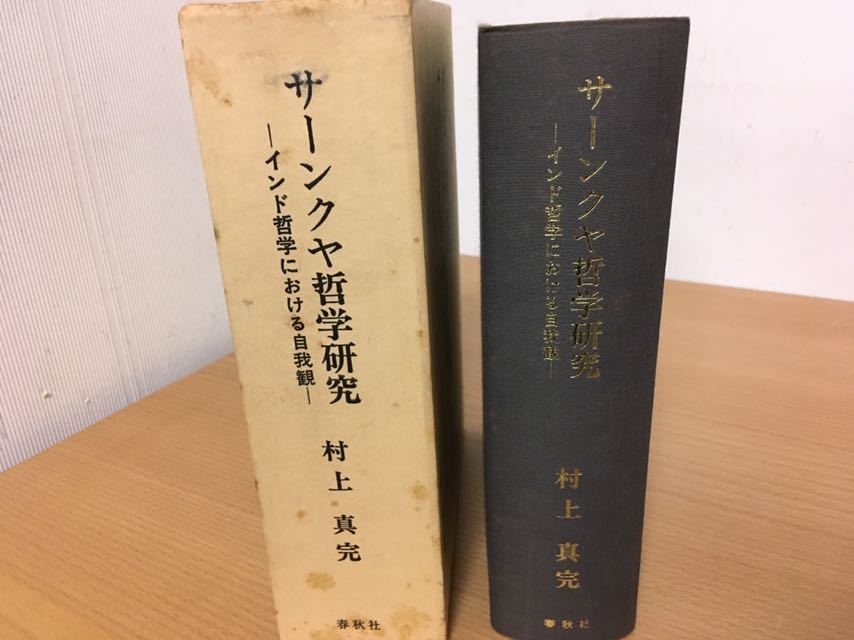 サーンクヤ哲学研究
―インド哲学における自我観―
村上真完
春秋社
サーンクヤ哲学研究
―インド哲学における自我観―
村上真完
春秋社